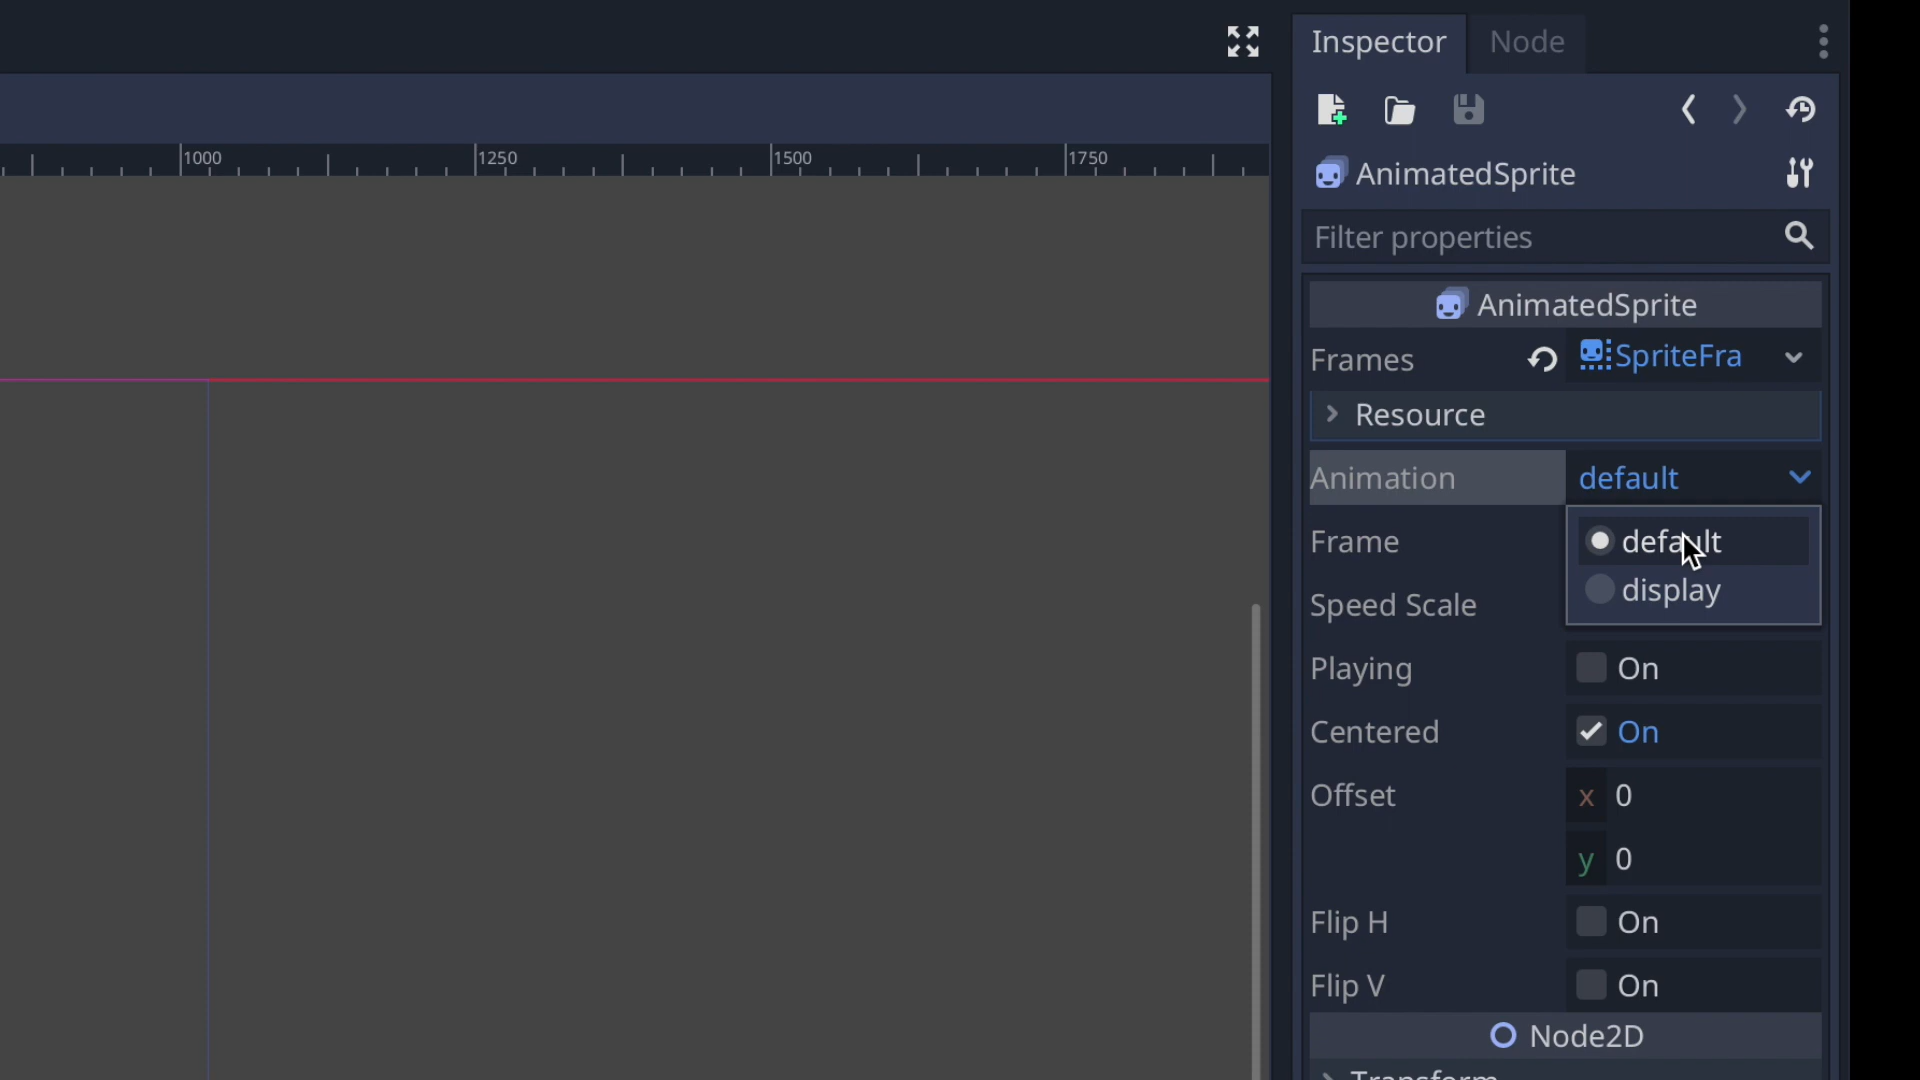 Inspector Node
1000 1250 1500 1750
AnimatedSprite
Filter properties
AnimatedSprite
Frames SpriteFra
Resource
Animation default
Frame default
display
Speed Scale
Playing On
Centered On
Offset x 0
y 0
Flip H On
Flip V On
Node2D
Transform